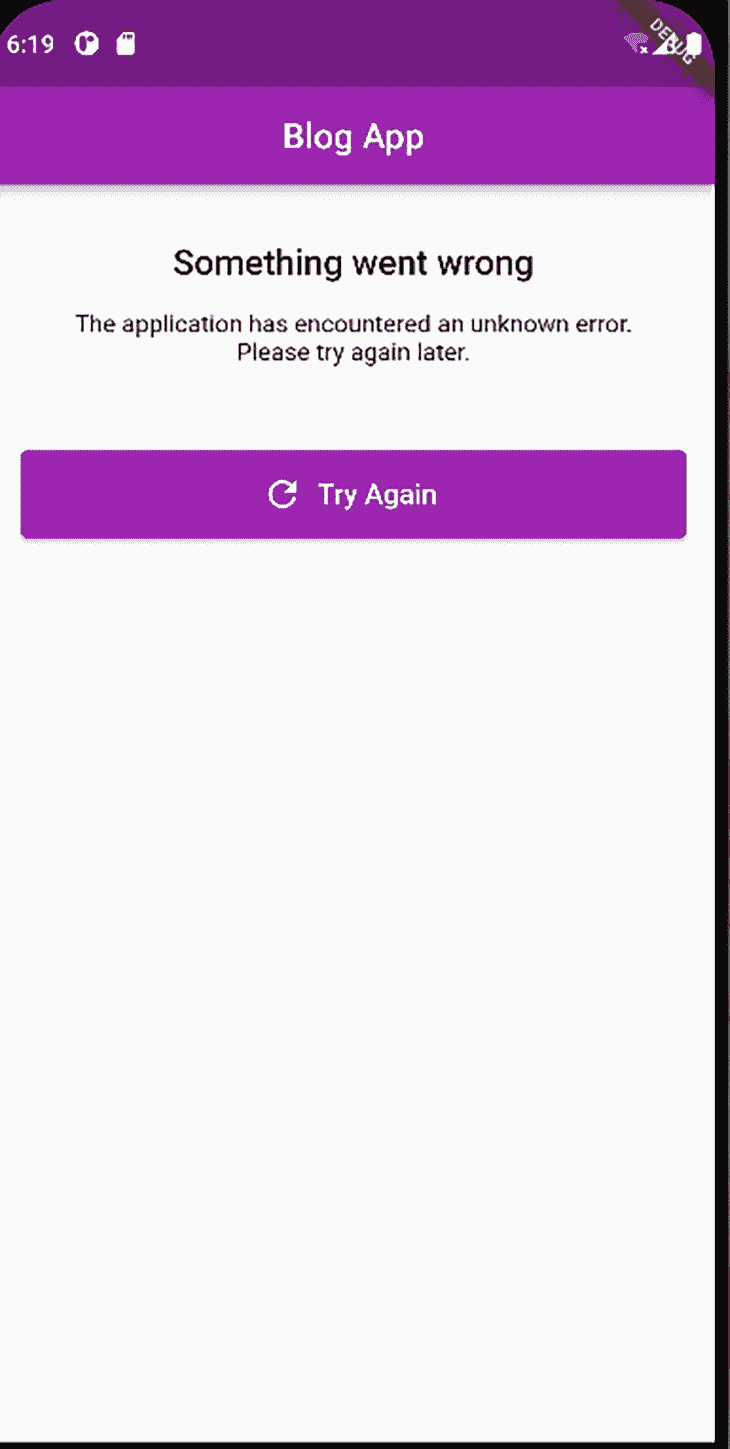 6:19
DEBUG
Blog App
Something went wrong
The application has encountered an unknown error.
Please try again later.
Try Again